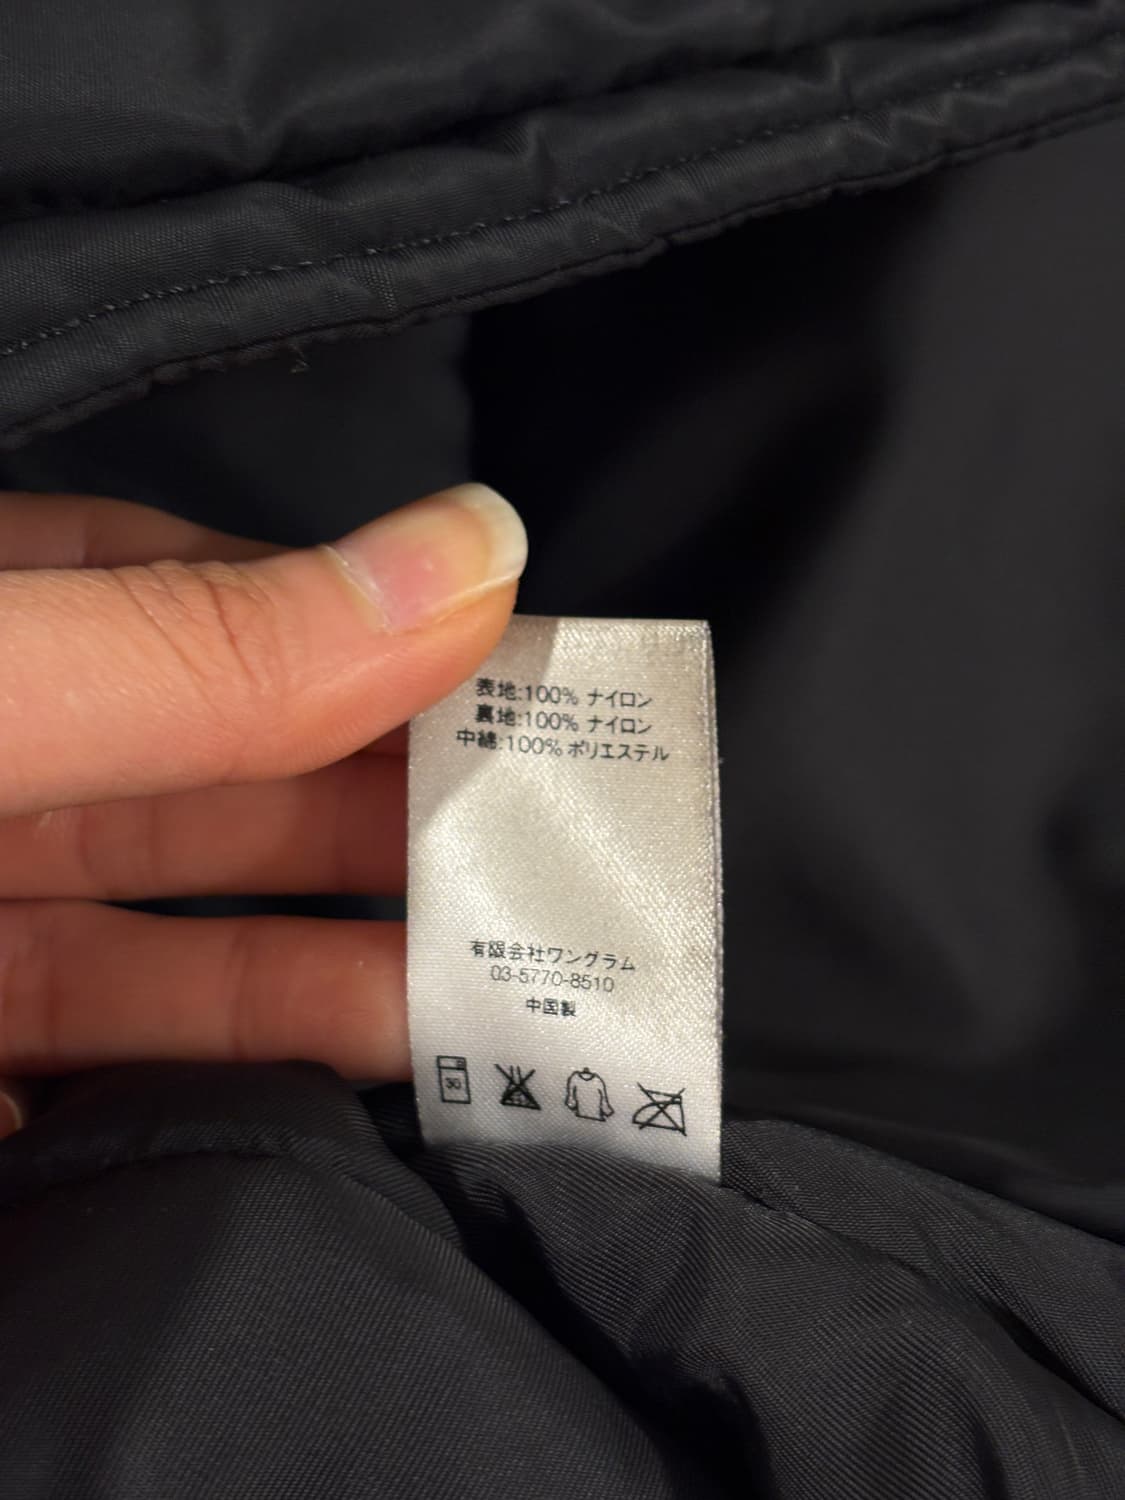 表地:100% ナイロン
裏地:100% ナイロン
中綿:100% ポリエステル
有限会社ワングラム
03-5770-8510
中国製
30